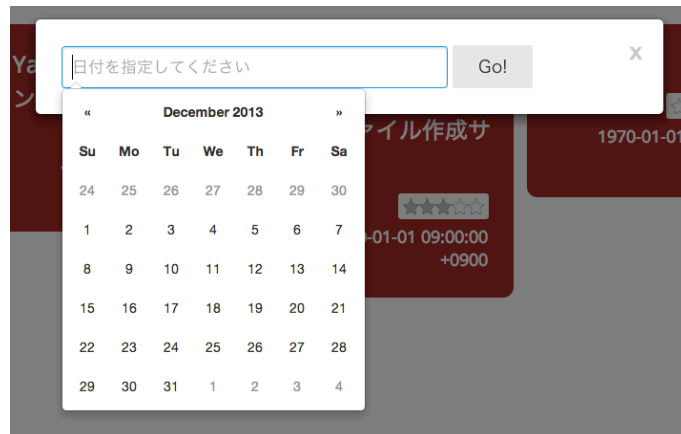 Ya
ン
日付を指定してください
Go!
x
«
December 2013
»
Su Mo Tu We Th Fr Sa
24 25 26 27 28 29 30
1 2 3 4 5 6 7
8 9 10 11 12 13 14
15 16 17 18 19 20 21
22 23 24 25 26 27 28
29 30 31 1 2 3 4
イル作成サ
-01-01 09:00:00
+0900
1970-01-01